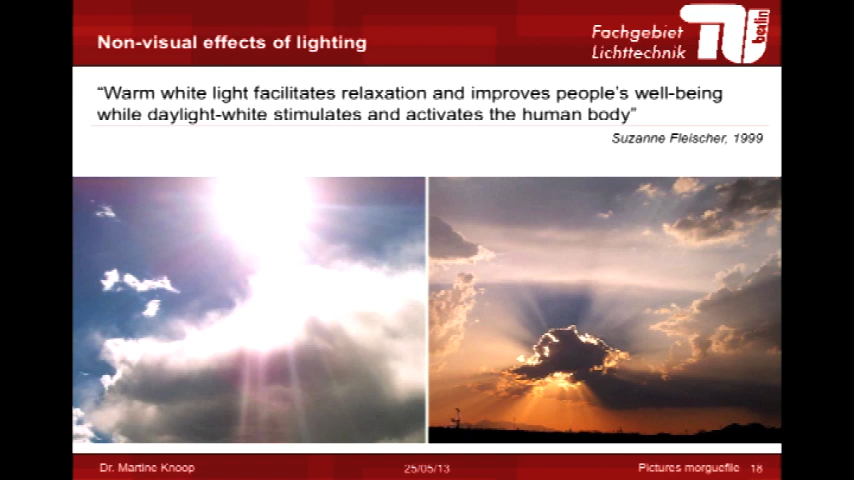 Non-visual effects of lighting
Fachgebiet
Lichttechnik
TU
berlin
“Warm white light facilitates relaxation and improves people's well-being
while daylight-white stimulates and activates the human body”
Suzanne Fleischer, 1999
Dr. Martine Knoop
25/05/13
Pictures morguefile 18